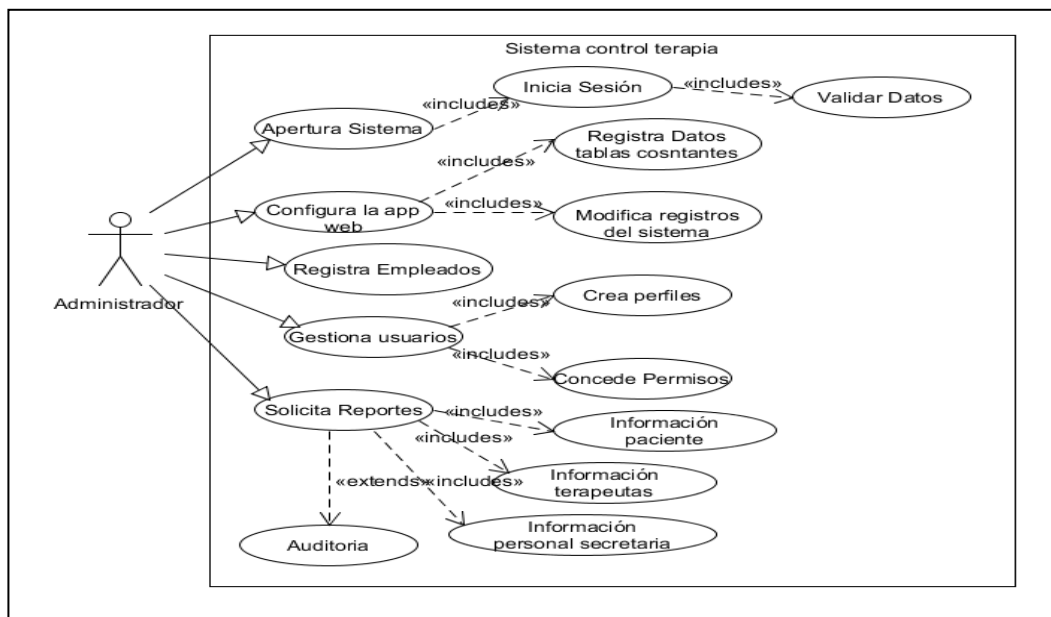 Sistema control terapia
Inicia Sesión
«includes»
Validar Datos
«includes»
Apertura Sistema
Registra Datos
tablas cosntantes
«includes»
Configura la app
web
«includes»
Modifica registros
del sistema
Registra Empleados
Administrador
Crea perfiles
«includes»
Gestiona usuarios
«includes»
Concede Permisos
Solicita Reportes
«includes»
Información
paciente
«includes»
Información
terapeutas
«extends»
«includes»
Información
personal secretaria
Auditoria